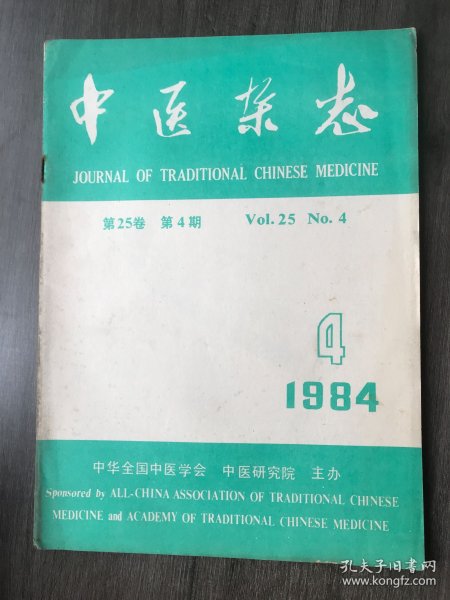 中医杂志
JOURNAL OF TRADITIONAL CHINESE MEDICINE
第25卷 第4期 Vol.25 No.4
4
1984
中华全国中医学会 中医研究院 主办
Sponsored by ALL-CHINA ASSOCIATION OF TRADITIONAL CHINESE
MEDICINE and ACADEMY OF TRADITIONAL CHINESE MEDICINE
孔夫子旧书网
www.kongfz.com